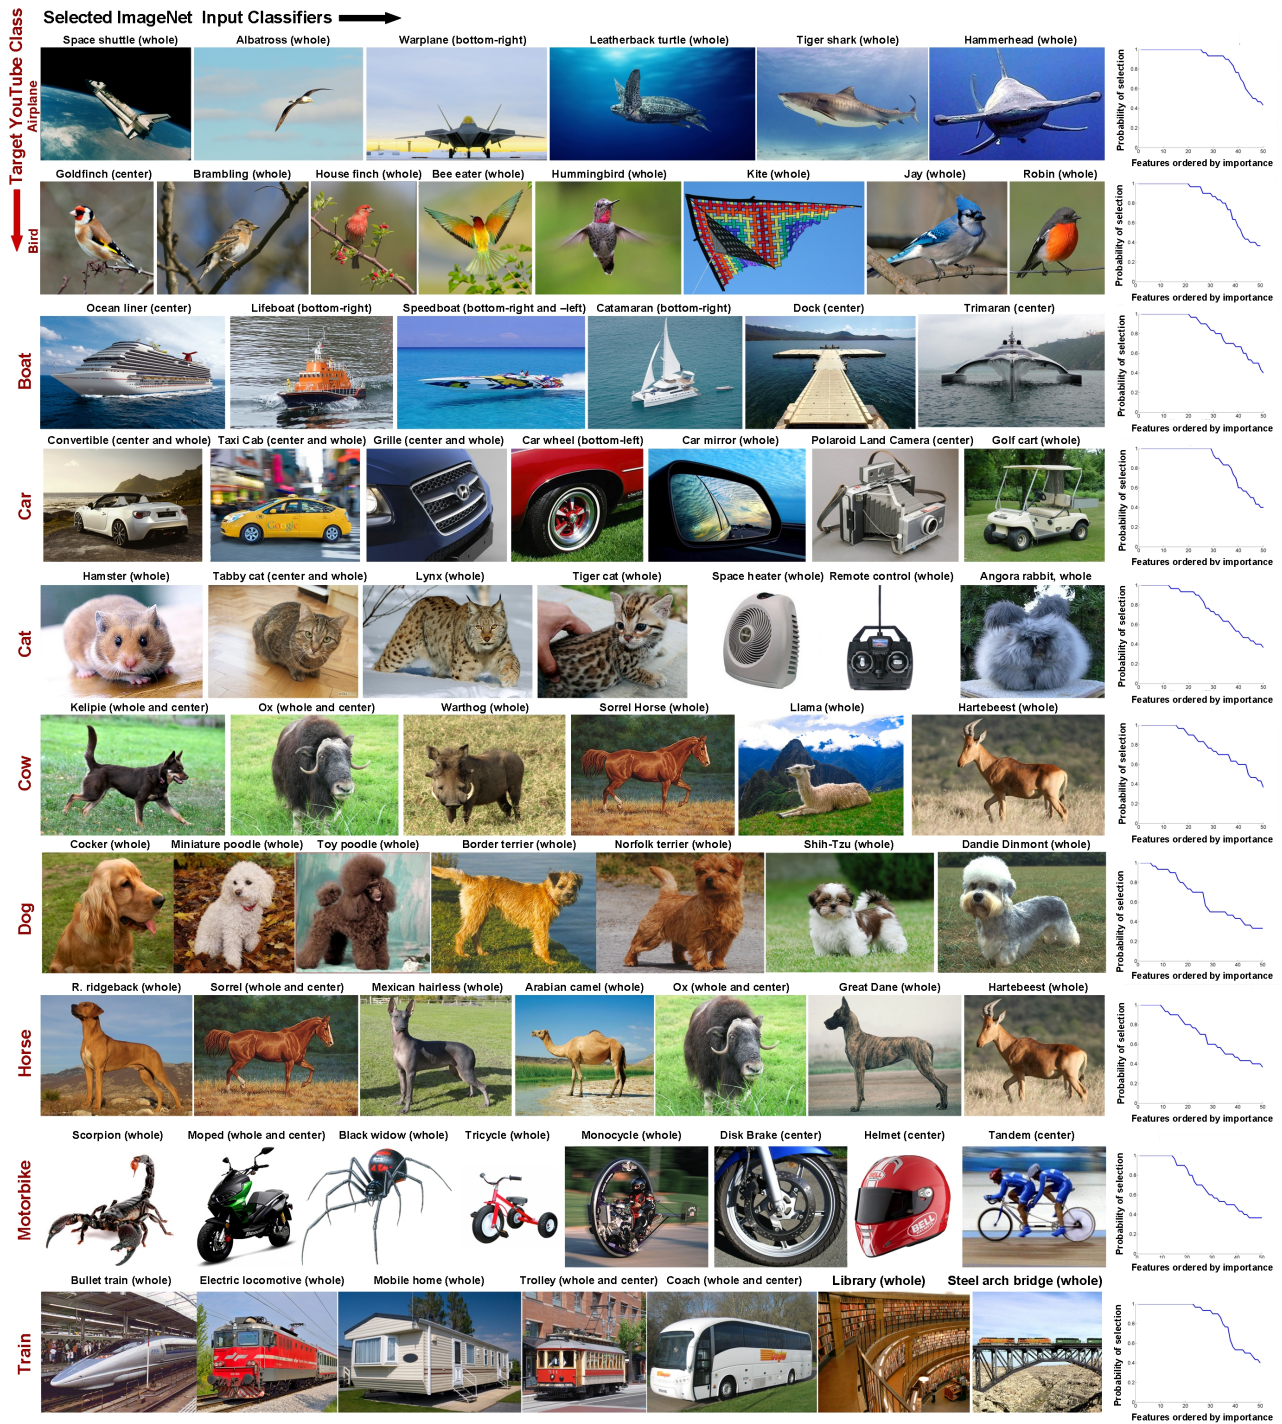 Selected ImageNet Input Classifiers
Target YouTube Class
Airplane
Space shuttle (whole) Albatross (whole) Warplane (bottom-right) Leatherback turtle (whole) Tiger shark (whole) Hammerhead (whole)
Probability of selection
Features ordered by importance
Bird
Goldfinch (center) Brambling (whole) House finch (whole) Bee eater (whole) Hummingbird (whole) Kite (whole) Jay (whole) Robin (whole)
Probability of selection
Features ordered by importance
Boat
Ocean liner (center) Lifeboat (bottom-right) Speedboat (bottom-right and –left) Catamaran (bottom-right) Dock (center) Trimaran (center)
Probability of selection
Features ordered by importance
Car
Convertible (center and whole) Taxi Cab (center and whole) Grille (center and whole) Car wheel (bottom-left) Car mirror (whole) Polaroid Land Camera (center) Golf cart (whole)
Google
Probability of selection
Features ordered by importance
Cat
Hamster (whole) Tabby cat (center and whole) Lynx (whole) Tiger cat (whole) Space heater (whole) Remote control (whole) Angora rabbit, whole
Probability of selection
Features ordered by importance
Cow
Kelipie (whole and center) Ox (whole and center) Warthog (whole) Sorrel Horse (whole) Llama (whole) Hartebeest (whole)
Probability of selection
Features ordered by importance
Dog
Cocker (whole) Miniature poodle (whole) Toy poodle (whole) Border terrier (whole) Norfolk terrier (whole) Shih-Tzu (whole) Dandie Dinmont (whole)
Probability of selection
Features ordered by importance
Horse
R. ridgeback (whole) Sorrel (whole and center) Mexican hairless (whole) Arabian camel (whole) Ox (whole and center) Great Dane (whole) Hartebeest (whole)
Probability of selection
Features ordered by importance
Motorbike
Scorpion (whole) Moped (whole and center) Black widow (whole) Tricycle (whole) Monocycle (whole) Disk Brake (center) Helmet (center) Tandem (center)
BELL
Probability of selection
Features ordered by importance
Train
Bullet train (whole) Electric locomotive (whole) Mobile home (whole) Trolley (whole and center) Coach (whole and center) Library (whole) Steel arch bridge (whole)
Probability of selection
Features ordered by importance